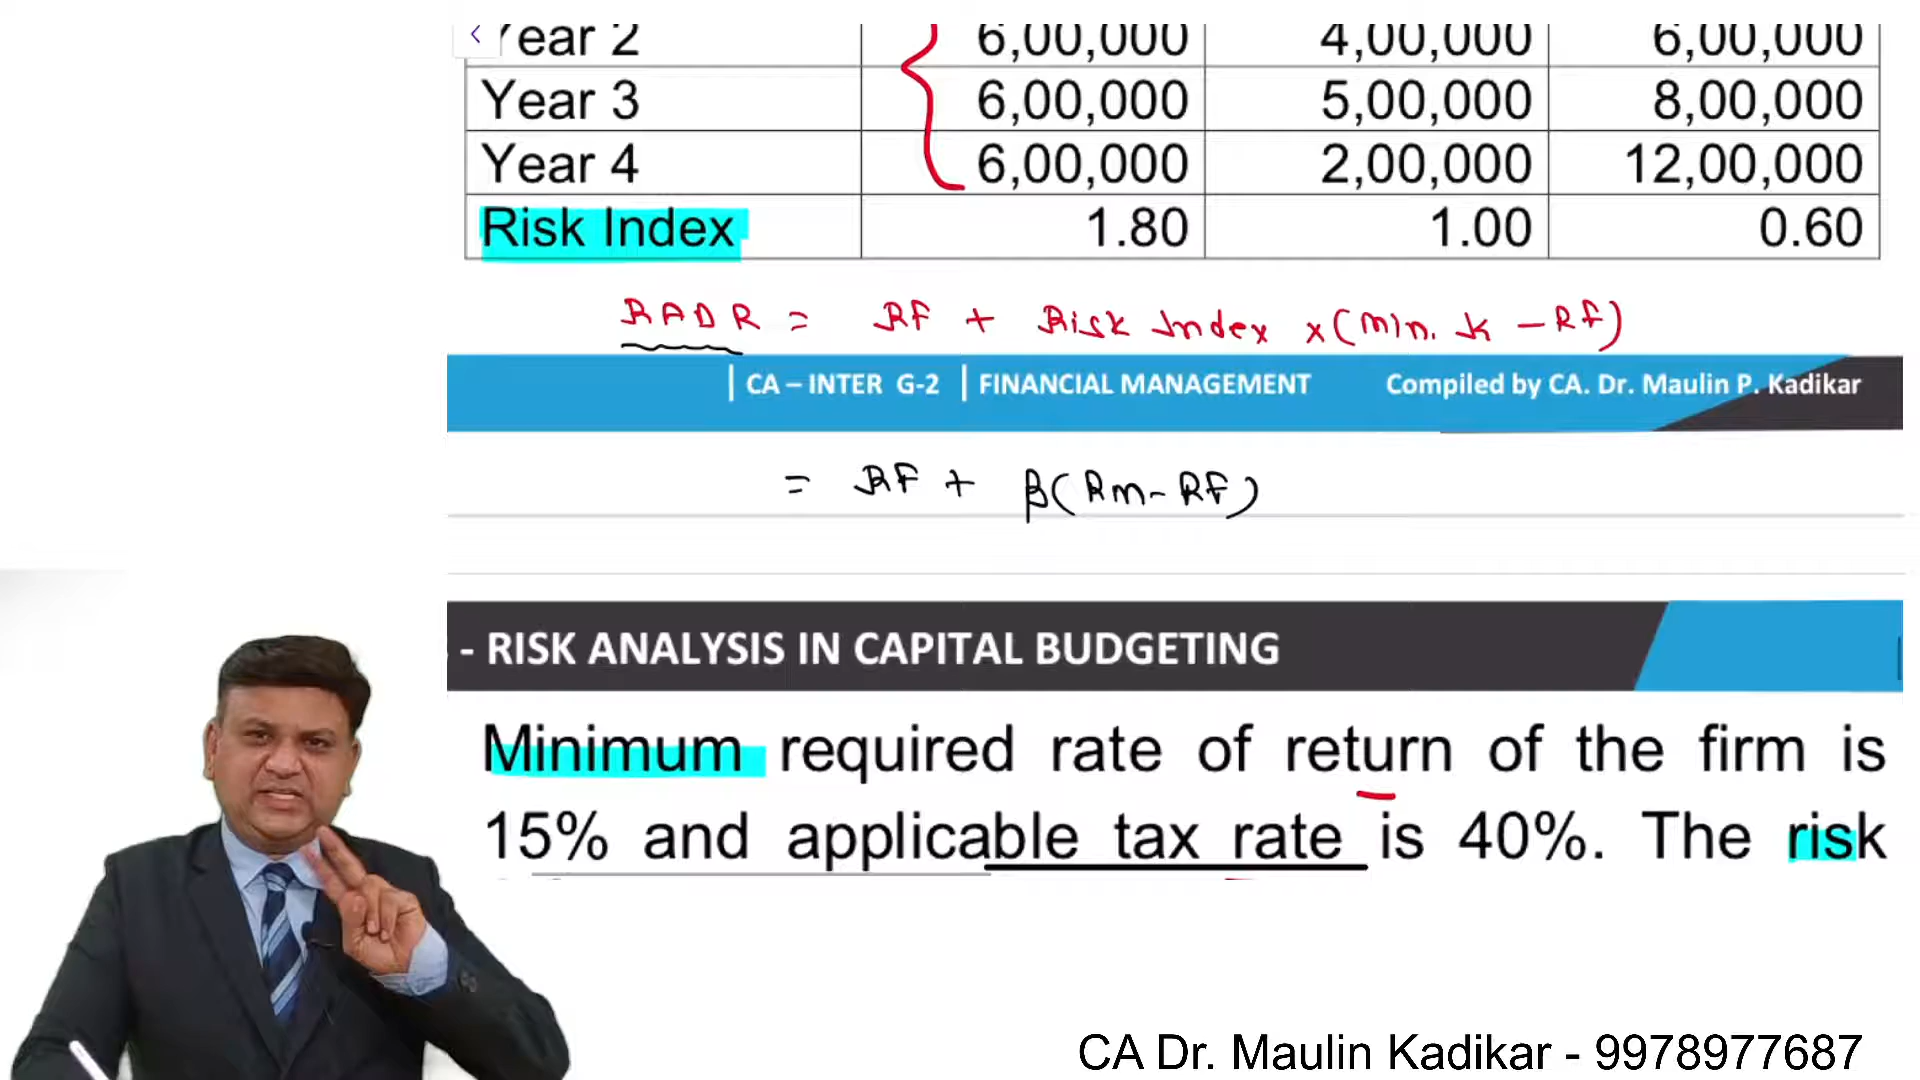 Year 2 6,00,000 4,00,000 6,00,000
Year 3 6,00,000 5,00,000 8,00,000
Year 4 6,00,000 2,00,000 12,00,000
Risk Index 1.80 1.00 0.60
RADR = RF + Risk Index x (Min. K - RF)
| CA – INTER G-2 | FINANCIAL MANAGEMENT Compiled by CA. Dr. Maulin P. Kadikar
= RF + β(Rm - RF)
- RISK ANALYSIS IN CAPITAL BUDGETING
Minimum required rate of return of the firm is
15% and applicable tax rate is 40%. The risk
CA Dr. Maulin Kadikar - 9978977687